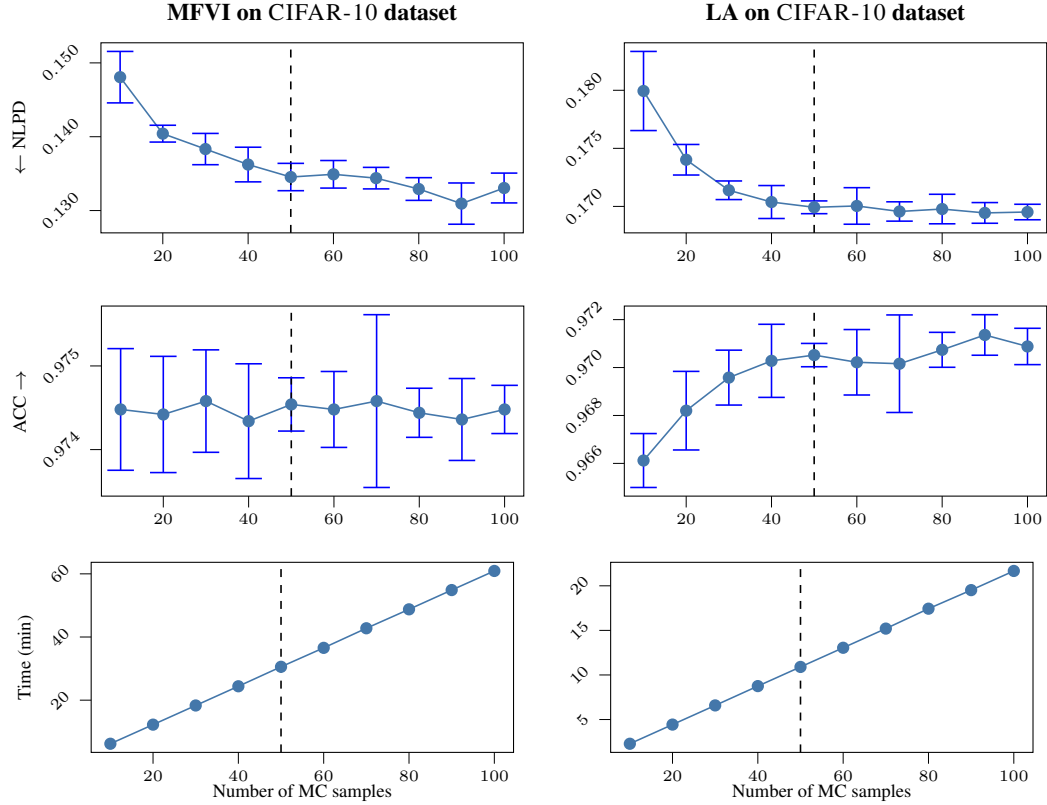 MFVI on CIFAR-10 dataset
LA on CIFAR-10 dataset
← NLPD
0.150
0.140
0.130
20 40 60 80 100
0.180
0.175
0.170
20 40 60 80 100
ACC →
0.975
0.974
20 40 60 80 100
0.972
0.970
0.968
0.966
20 40 60 80 100
Time (min)
60
40
20
20 40 60 80 100
Number of MC samples
20
15
10
5
20 40 60 80 100
Number of MC samples